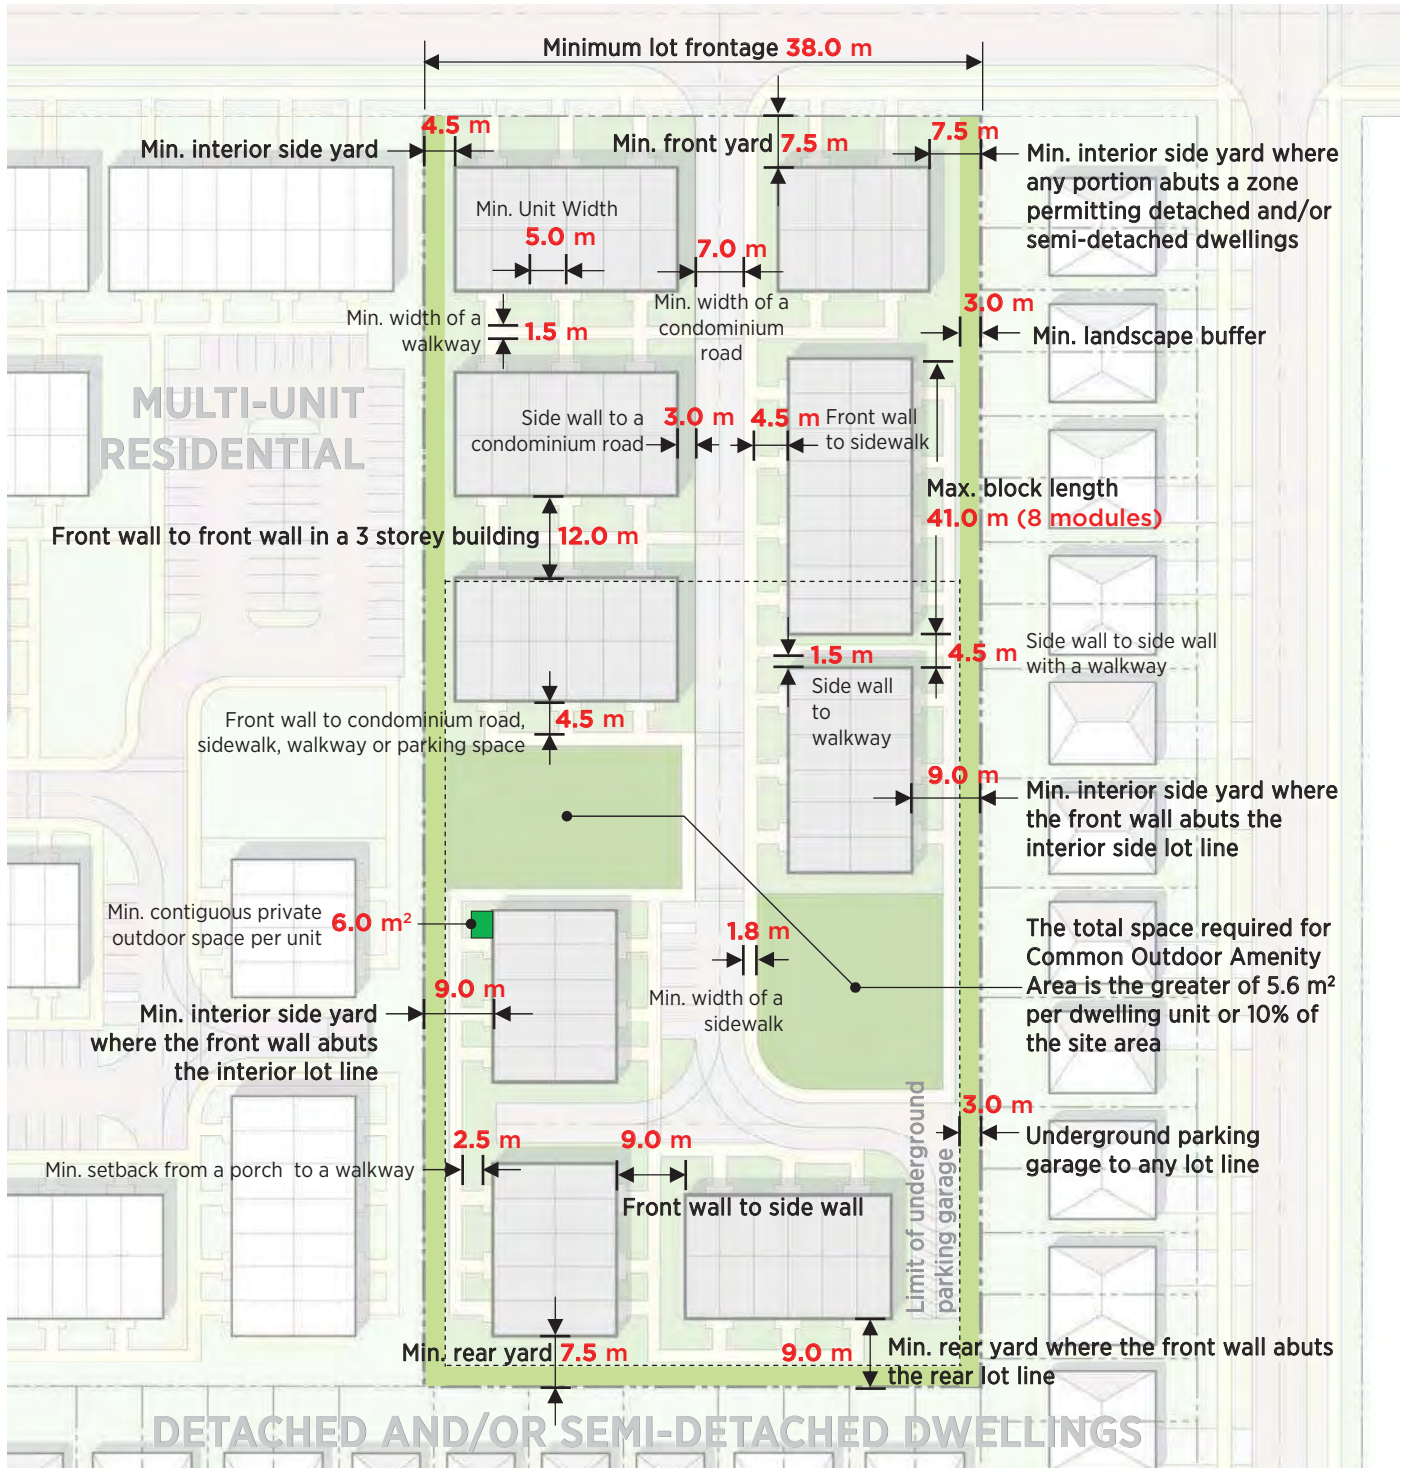 Minimum lot frontage 38.0 m
4.5 m
Min. interior side yard
Min. front yard 7.5 m
7.5 m
Min. interior side yard where
any portion abuts a zone
permitting detached and/or
semi-detached dwellings
Min. Unit Width
5.0 m
7.0 m
Min. width of a
condominium
road
Min. width of a
walkway
1.5 m
3.0 m
Min. landscape buffer
MULTI-UNIT
RESIDENTIAL
Side wall to a
condominium road
3.0 m
4.5 m
Front wall
to sidewalk
Max. block length
41.0 m (8 modules)
Front wall to front wall in a 3 storey building
12.0 m
1.5 m
Side wall
to
walkway
4.5 m
Side wall to side wall
with a walkway
Front wall to condominium road,
sidewalk, walkway or parking space
4.5 m
9.0 m
Min. interior side yard where
the front wall abuts the
interior side lot line
Min. contiguous private
outdoor space per unit
6.0 m²
1.8 m
Min. width of a
sidewalk
The total space required for
Common Outdoor Amenity
Area is the greater of 5.6 m²
per dwelling unit or 10% of
the site area
9.0 m
Min. interior side yard
where the front wall abuts
the interior lot line
Limit of underground
parking garage
3.0 m
Underground parking
garage to any lot line
2.5 m
Min. setback from a porch to a walkway
9.0 m
Front wall to side wall
Min. rear yard 7.5 m
9.0 m
Min. rear yard where the front wall abuts
the rear lot line
DETACHED AND/OR SEMI-DETACHED DWELLINGS